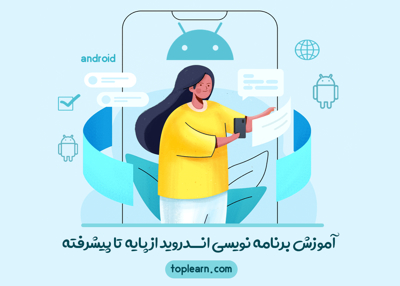 android
آموزش برنامه نویسی اندروید از پایه تا پیشرفته
toplearn.com